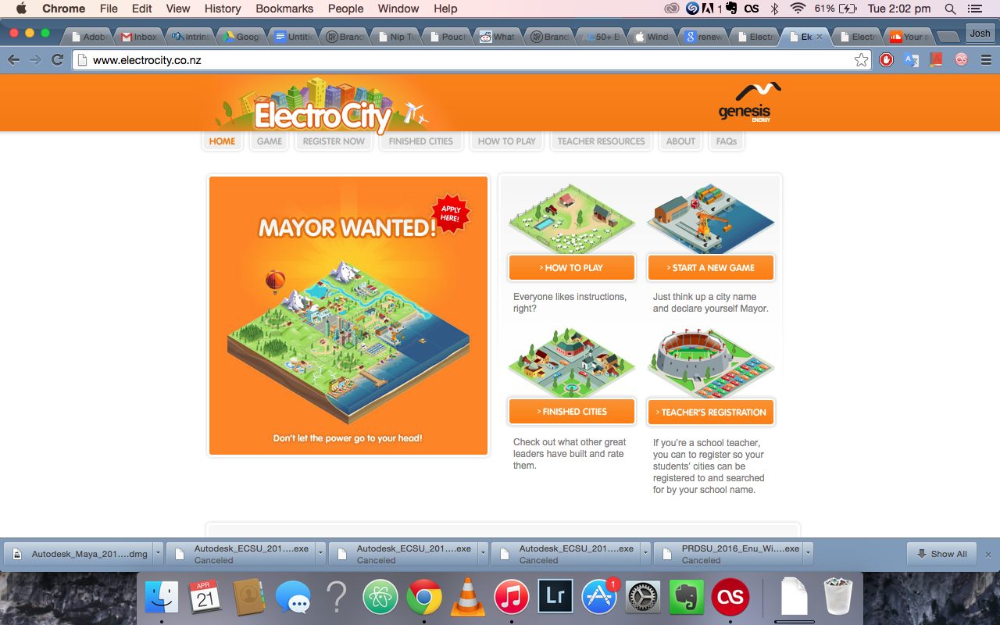 Chrome File Edit View History Bookmarks People Window Help 1 61% Tue 2:02 pm
Adob Inbox intrins Goog Untitle Brand Nip Tu Pouch What Brand 50+ B Wind renew Electr Ele Electr Your s Josh
www.electrocity.co.nz
ElectroCity
genesis
ENERGY
HOME GAME REGISTER NOW FINISHED CITIES HOW TO PLAY TEACHER RESOURCES ABOUT FAQs
MAYOR WANTED!
APPLY
HERE!
Don't let the power go to your head!
> HOW TO PLAY
Everyone likes instructions,
right?
> START A NEW GAME
Just think up a city name
and declare yourself Mayor.
> FINISHED CITIES
Check out what other great
leaders have built and rate
them.
> TEACHER'S REGISTRATION
If you're a school teacher,
you can to register so your
students' cities can be
registered to and searched
for by your school name.
Autodesk_Maya_201....dmg
Autodesk_ECSU_201....exe
Canceled
Autodesk_ECSU_201....exe
Canceled
Autodesk_ECSU_201....exe
Canceled
PRDSU_2016_Enu_Wi....exe
Canceled
Show All
APR
21
?
Lr
1